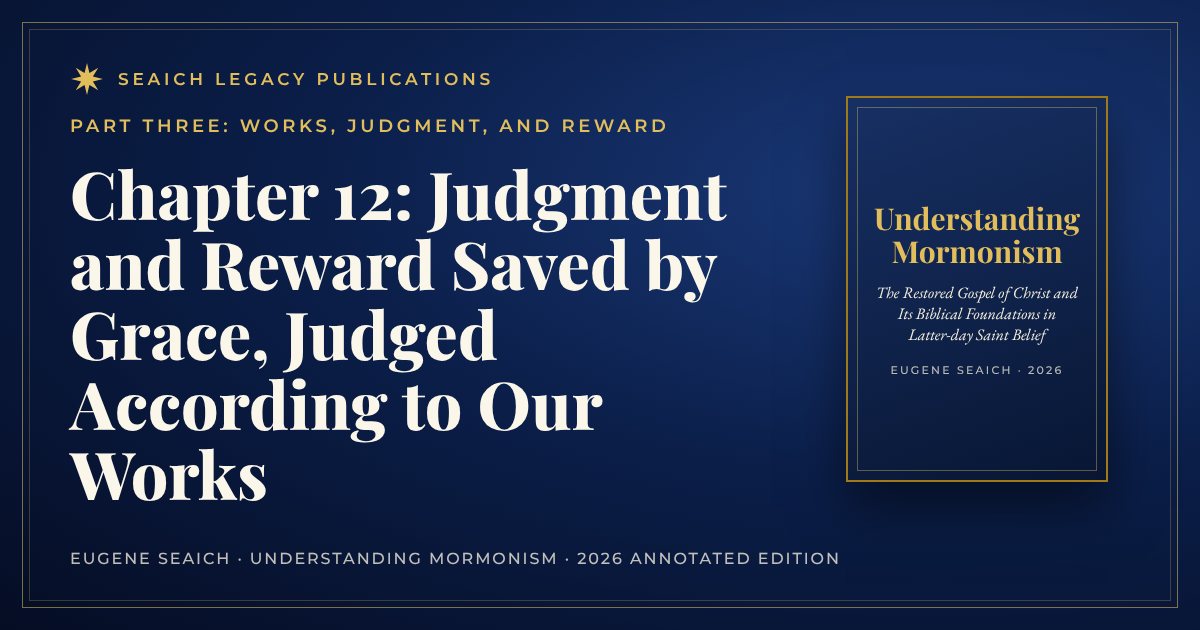 SEAICH LEGACY PUBLICATIONS
PART THREE: WORKS, JUDGMENT, AND REWARD
Chapter 12: Judgment
and Reward Saved by
Grace, Judged
According to Our
Works
EUGENE SEAICH · UNDERSTANDING MORMONISM · 2026 ANNOTATED EDITION
Understanding
Mormonism
The Restored Gospel of Christ and
Its Biblical Foundations in
Latter-day Saint Belief
EUGENE SEAICH · 2026